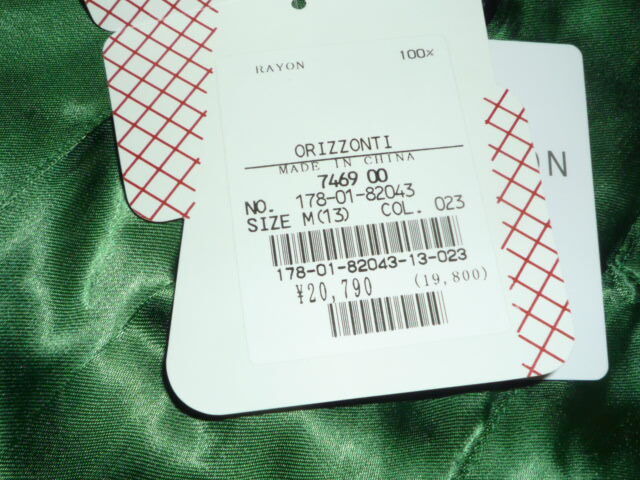 RAYON 100%
ORIZZONTI
MADE IN CHINA
7469 00
NO. 178-01-82043
SIZE M(13) COL. 023
178-01-82043-13-023
¥20,790 (19,800)
ON